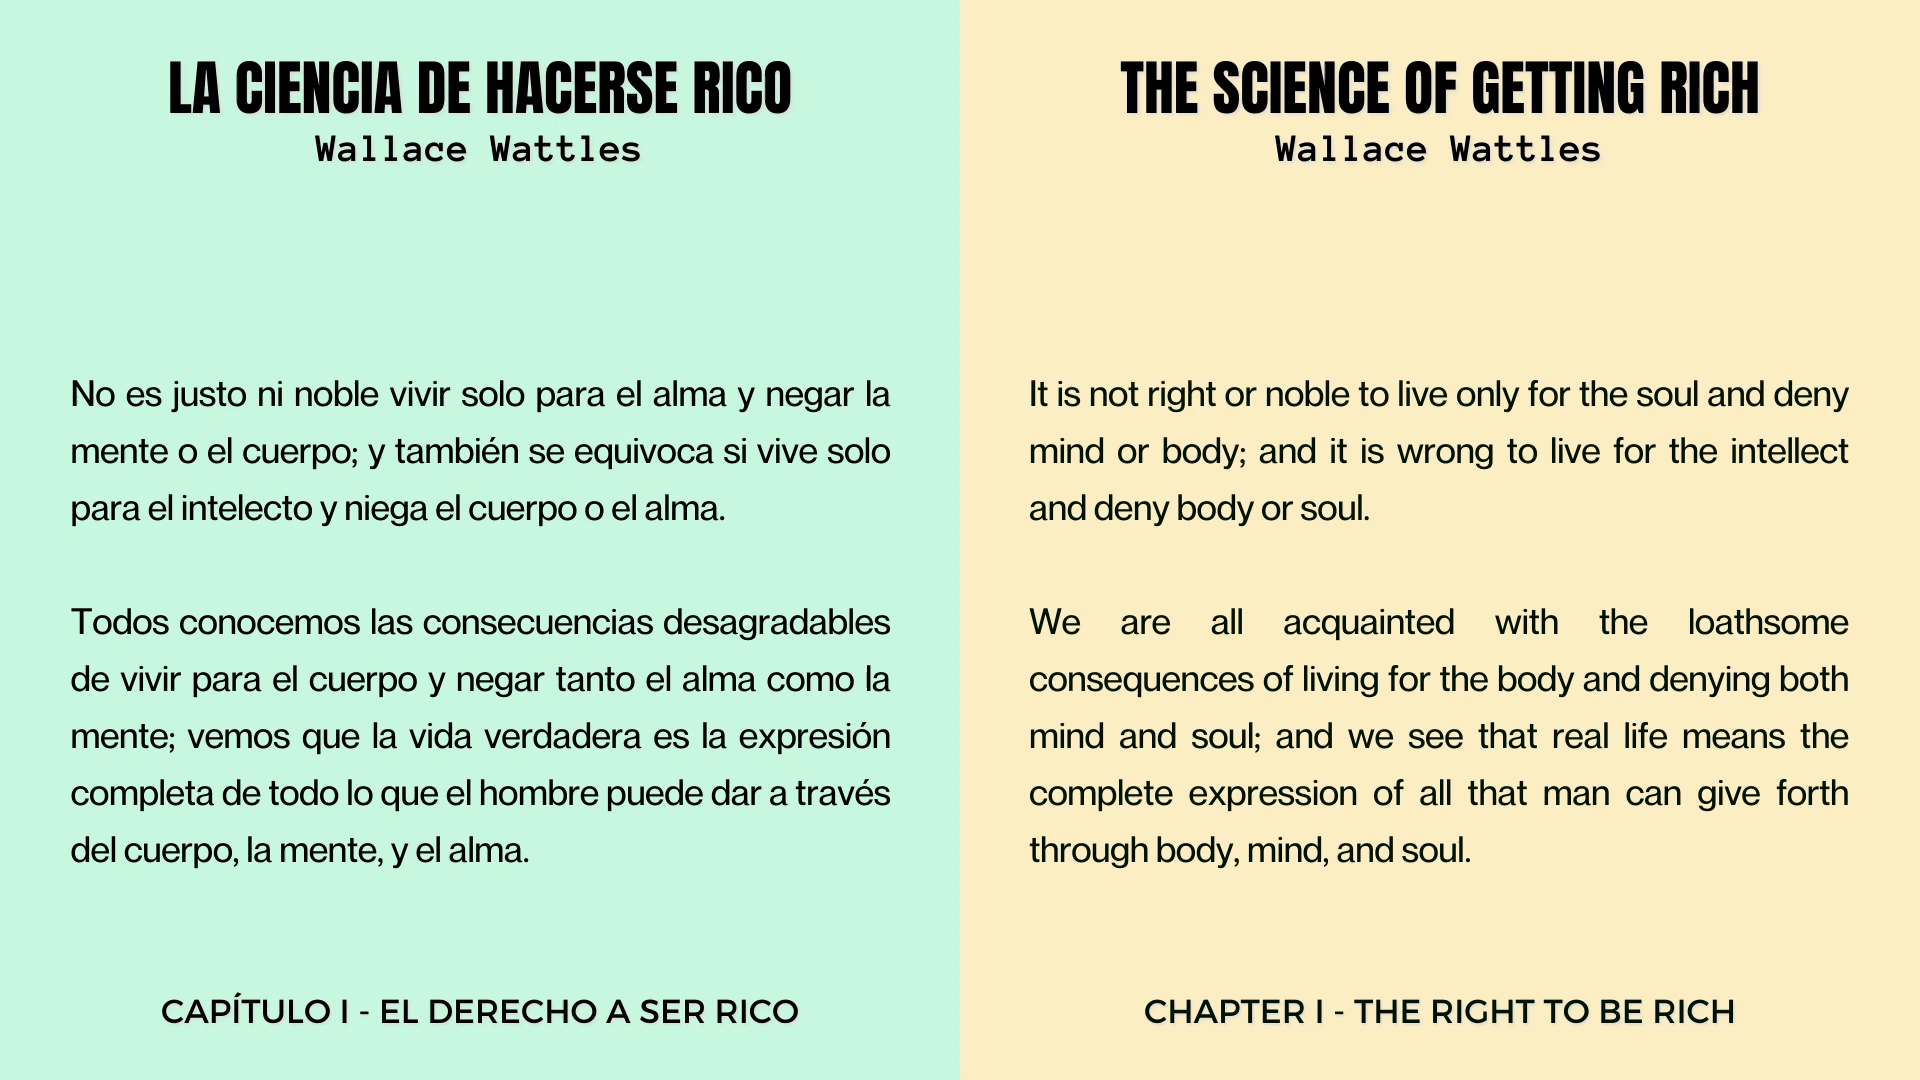 LA CIENCIA DE HACERSE RICO
Wallace Wattles
No es justo ni noble vivir solo para el alma y negar la
mente o el cuerpo; y también se equivoca si vive solo
para el intelecto y niega el cuerpo o el alma.
Todos conocemos las consecuencias desagradables
de vivir para el cuerpo y negar tanto el alma como la
mente; vemos que la vida verdadera es la expresión
completa de todo lo que el hombre puede dar a través
del cuerpo, la mente, y el alma.
CAPÍTULO I - EL DERECHO A SER RICO
THE SCIENCE OF GETTING RICH
Wallace Wattles
It is not right or noble to live only for the soul and deny
mind or body; and it is wrong to live for the intellect
and deny body or soul.
We are all acquainted with the loathsome
consequences of living for the body and denying both
mind and soul; and we see that real life means the
complete expression of all that man can give forth
through body, mind, and soul.
CHAPTER I - THE RIGHT TO BE RICH